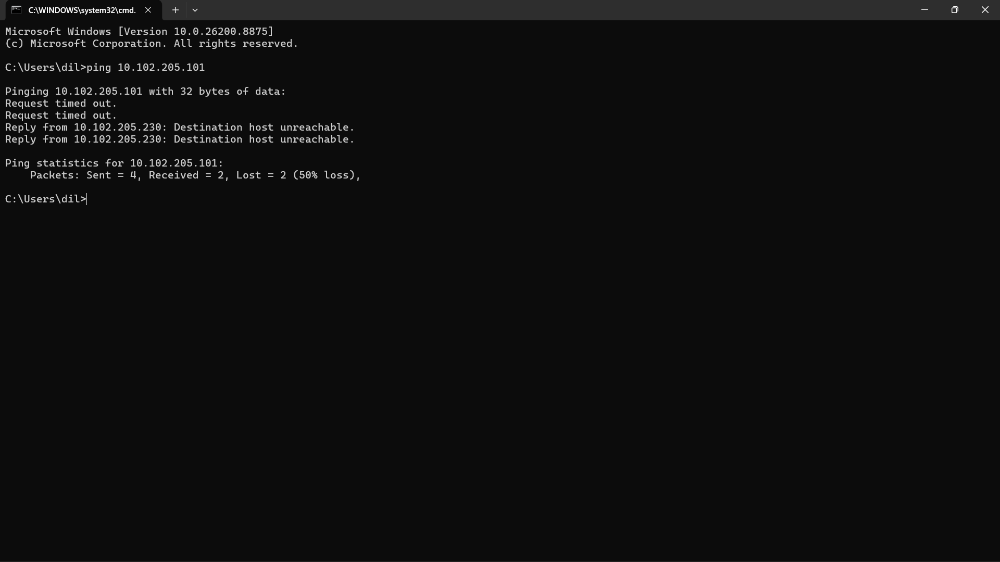 C:\WINDOWS\system32\cmd.
Microsoft Windows [Version 10.0.26200.8875]
(c) Microsoft Corporation. All rights reserved.
C:\Users\dil>ping 10.102.205.101
Pinging 10.102.205.101 with 32 bytes of data:
Request timed out.
Request timed out.
Reply from 10.102.205.230: Destination host unreachable.
Reply from 10.102.205.230: Destination host unreachable.
Ping statistics for 10.102.205.101:
    Packets: Sent = 4, Received = 2, Lost = 2 (50% loss),
C:\Users\dil>